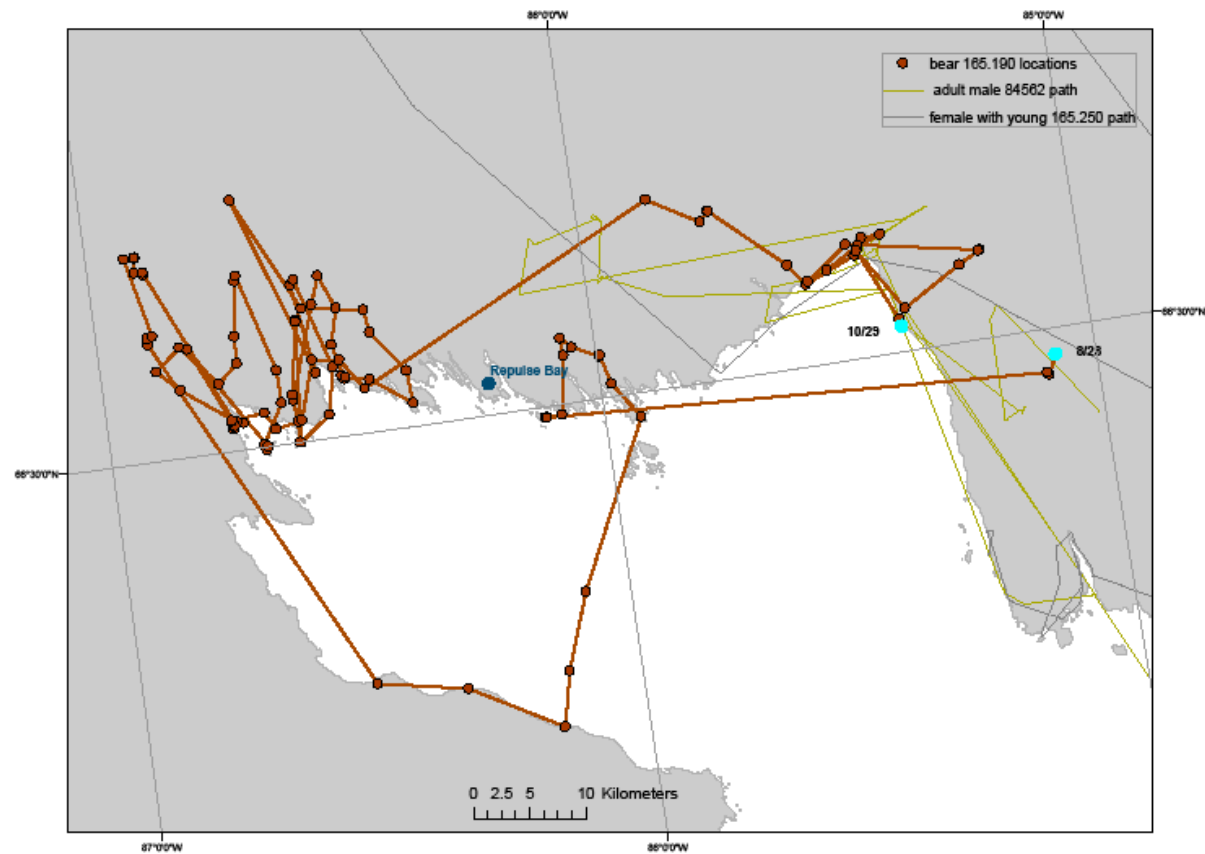 86°0'0"W
85°0'0"W
bear 165.190 locations
adult male 84562 path
female with young 165.250 path
66°30'0"N
10/29
8/23
Repulse Bay
66°30'0"N
0 2.5 5 10 Kilometers
87°0'0"W
86°0'0"W